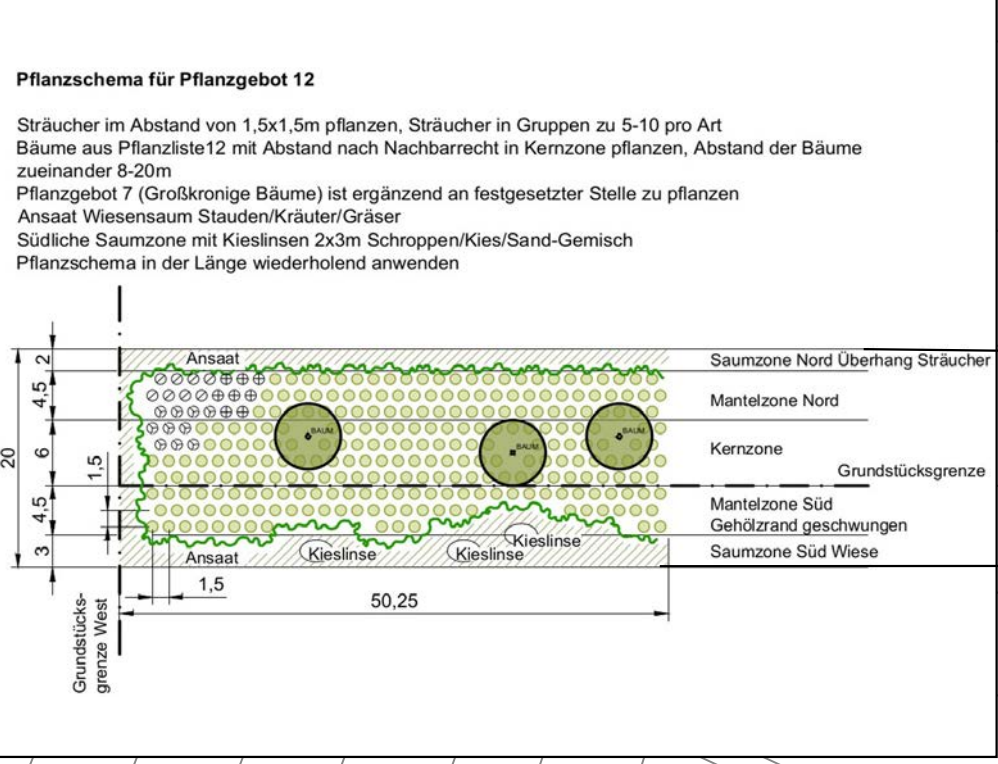 Pflanzschema für Pflanzgebot 12
Sträucher im Abstand von 1,5x1,5m pflanzen, Sträucher in Gruppen zu 5-10 pro Art
Bäume aus Pflanzliste12 mit Abstand nach Nachbarrecht in Kernzone pflanzen, Abstand der Bäume
zueinander 8-20m
Pflanzgebot 7 (Großkronige Bäume) ist ergänzend an festgesetzter Stelle zu pflanzen
Ansaat Wiesensaum Stauden/Kräuter/Gräser
Südliche Saumzone mit Kieslinsen 2x3m Schroppen/Kies/Sand-Gemisch
Pflanzschema in der Länge wiederholend anwenden
2
Ansaat
Saumzone Nord Überhang Sträucher
4,5
Mantelzone Nord
BAUM
BAUM
BAUM
6
Kernzone
20
1,5
Grundstücksgrenze
4,5
Mantelzone Süd
Gehölzrand geschwungen
Kieslinse
Kieslinse
Kieslinse
3
Ansaat
Saumzone Süd Wiese
1,5
50,25
Grundstücks-
grenze West